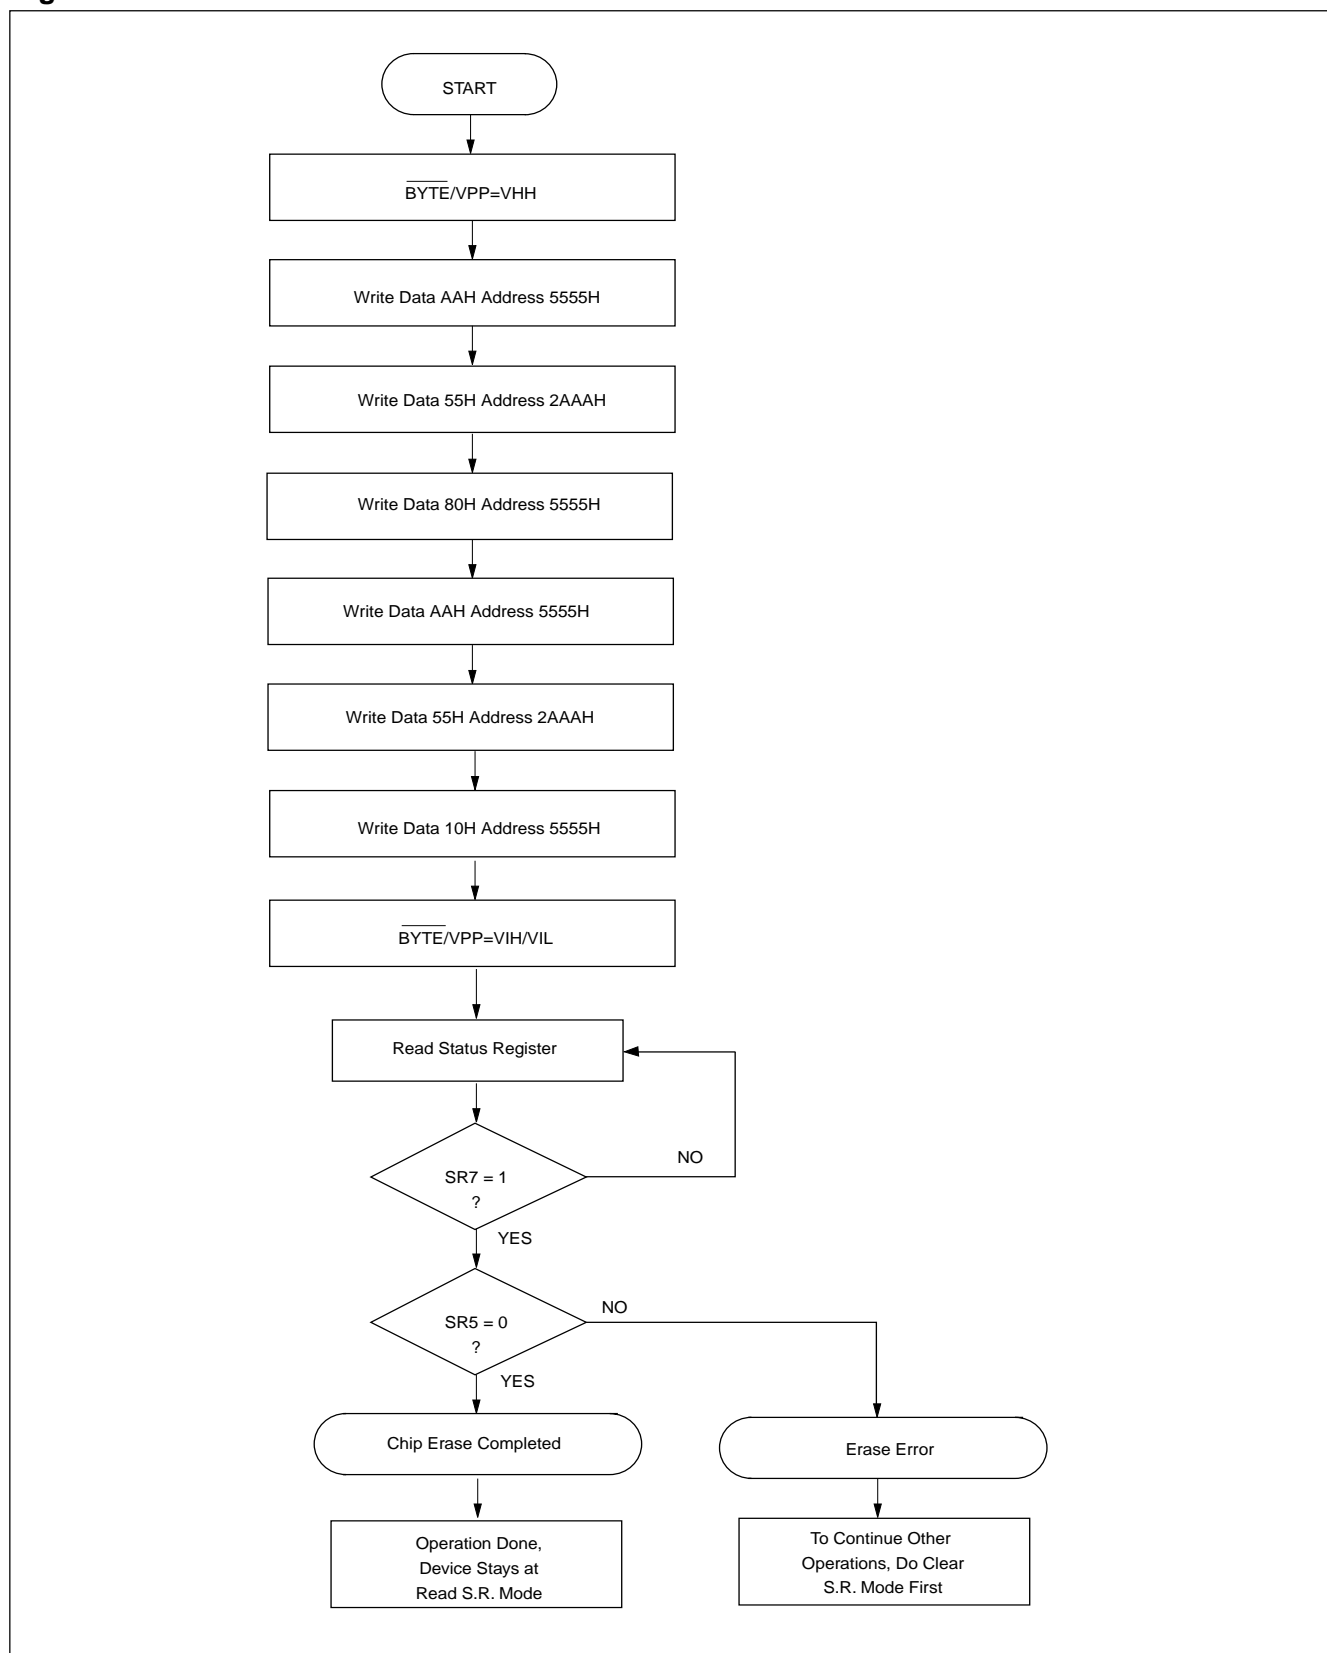 START
BYTE/VPP=VHH
Write Data AAH Address 5555H
Write Data 55H Address 2AAAH
Write Data 80H Address 5555H
Write Data AAH Address 5555H
Write Data 55H Address 2AAAH
Write Data 10H Address 5555H
BYTE/VPP=VIH/VIL
Read Status Register
NO
SR7 = 1
?
YES
NO
SR5 = 0
?
YES
Chip Erase Completed
Erase Error
Operation Done,
Device Stays at
Read S.R. Mode
To Continue Other
Operations, Do Clear
S.R. Mode First